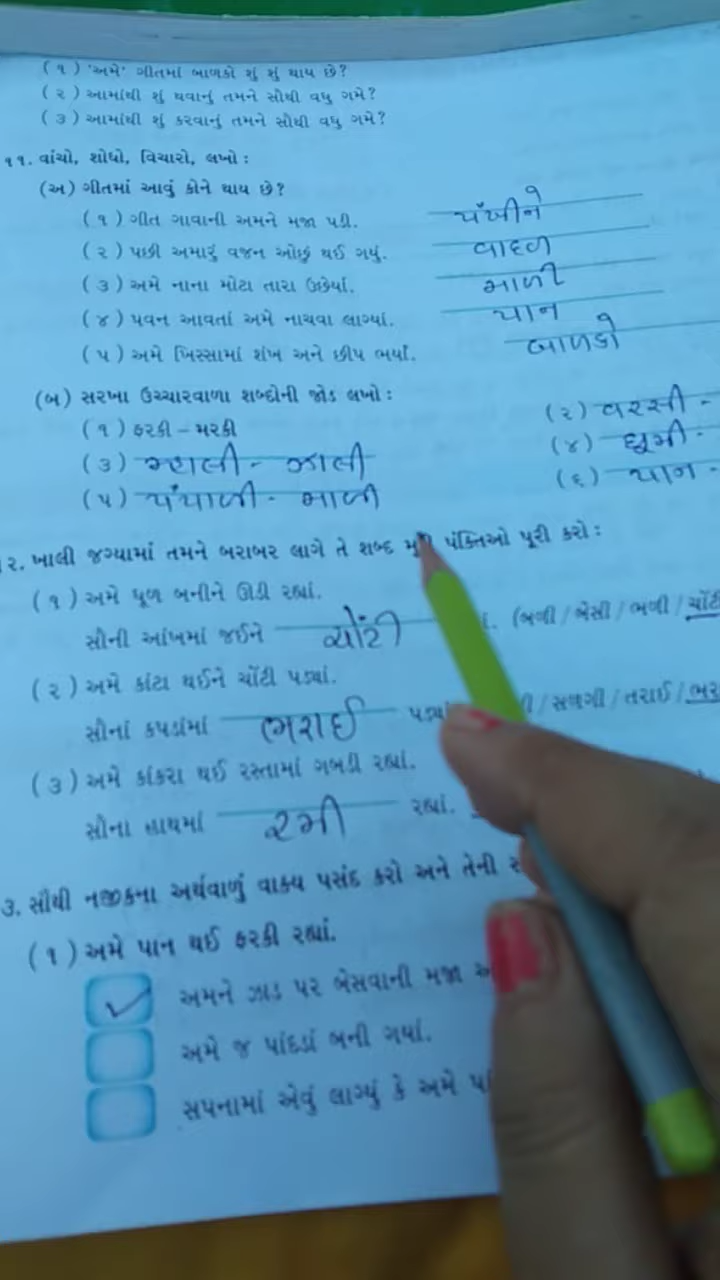 (૧) 'અમે' ગીતમાં બાળકો શું શું થાય છે?
(૨) આમાંથી શું થવાનું તમને સૌથી વધુ ગમે?
(૩) આમાંથી શું કરવાનું તમને સૌથી વધુ ગમે?
૧૧. વાંચો, શોધો, વિચારો, લખો :
(અ) ગીતમાં આવું કોને થાય છે?
(૧) ગીત ગાવાની અમને મજા પડી. પંખીને
(૨) પછી અમારું વજન ઓછું થઈ ગયું. વાદળ
(૩) અમે નાના મોટા તારા ઉછેર્યા. માળી
(૪) પવન આવતાં અમે નાચવા લાગ્યાં. પાન
(૫) અમે ખિસ્સામાં શંખ અને છીપ ભર્યાં. બાળકો
(બ) સરખા ઉચ્ચારવાળા શબ્દોની જોડ લખો :
(૧) ફરકી – મરકી (૨) વરસી -
(૩) મ્હાલી - ઝાલી (૪) ઘૂમી -
(૫) પંપાળી - માળી (૬) પાન -
૧૨. ખાલી જગ્યામાં તમને બરાબર લાગે તે શબ્દ પંક્તિઓ પૂરી કરો :
(૧) અમે ધૂળ બનીને ઊડી રહ્યાં.
સૌની આંખમાં જઈને ચોંટી (બળી / બેસી / ભળી / ચોંટી
(૨) અમે કાંટા થઈને ચોંટી પડ્યાં.
સૌનાં કપડાંમાં ભરાઈ પડ્યાં / સળગી / તરાઈ /
(૩) અમે કાંકરા થઈ રસ્તામાં ગબડી રહ્યાં.
સૌના હાથમાં રમી રહ્યાં.
૩. સૌથી નજીકના અર્થવાળું વાક્ય પસંદ કરો અને તેની
(૧) અમે પાન થઈ ફરકી રહ્યાં.
✓ અમને ઝાડ પર બેસવાની મજા
અમે જ પાંદડાં બની ગયાં.
સપનામાં એવું લાગ્યું કે અમે